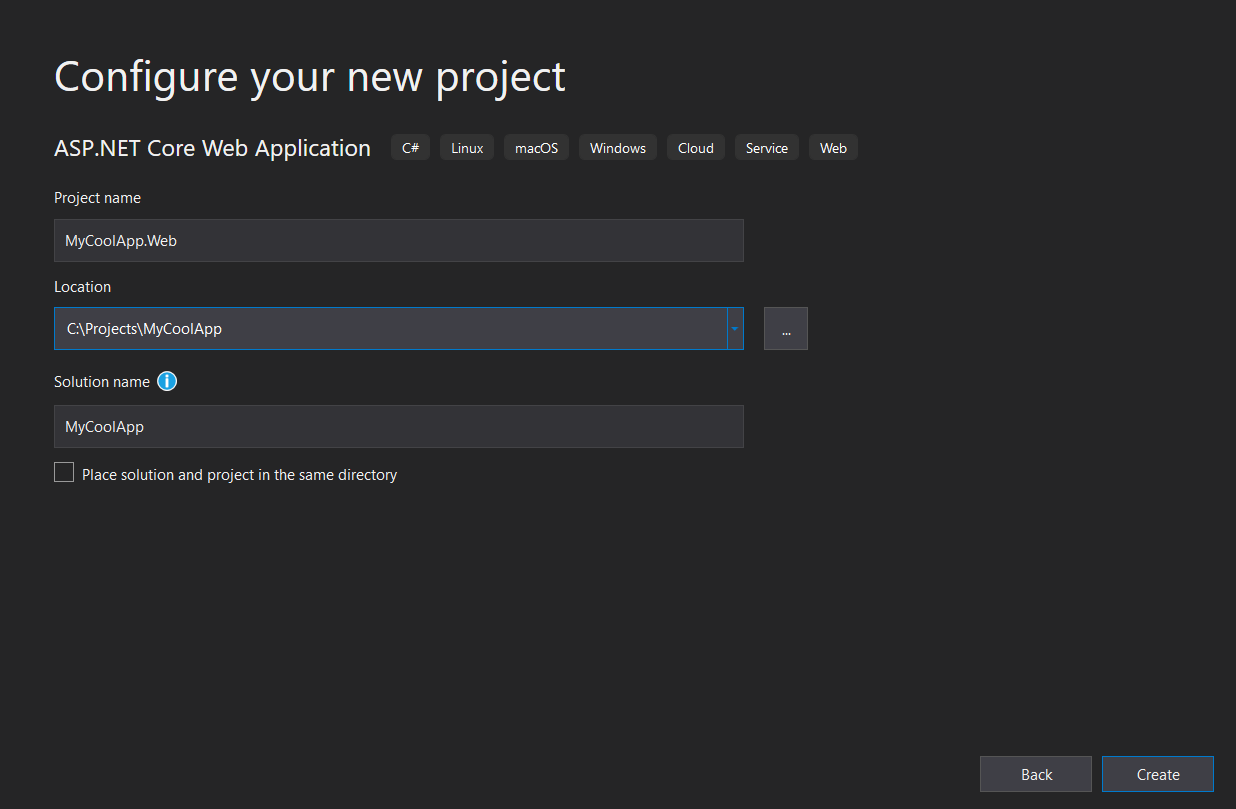 Configure your new project
ASP.NET Core Web Application C# Linux macOS Windows Cloud Service Web
Project name
MyCoolApp.Web
Location
C:\Projects\MyCoolApp
...
Solution name
MyCoolApp
Place solution and project in the same directory
Back Create